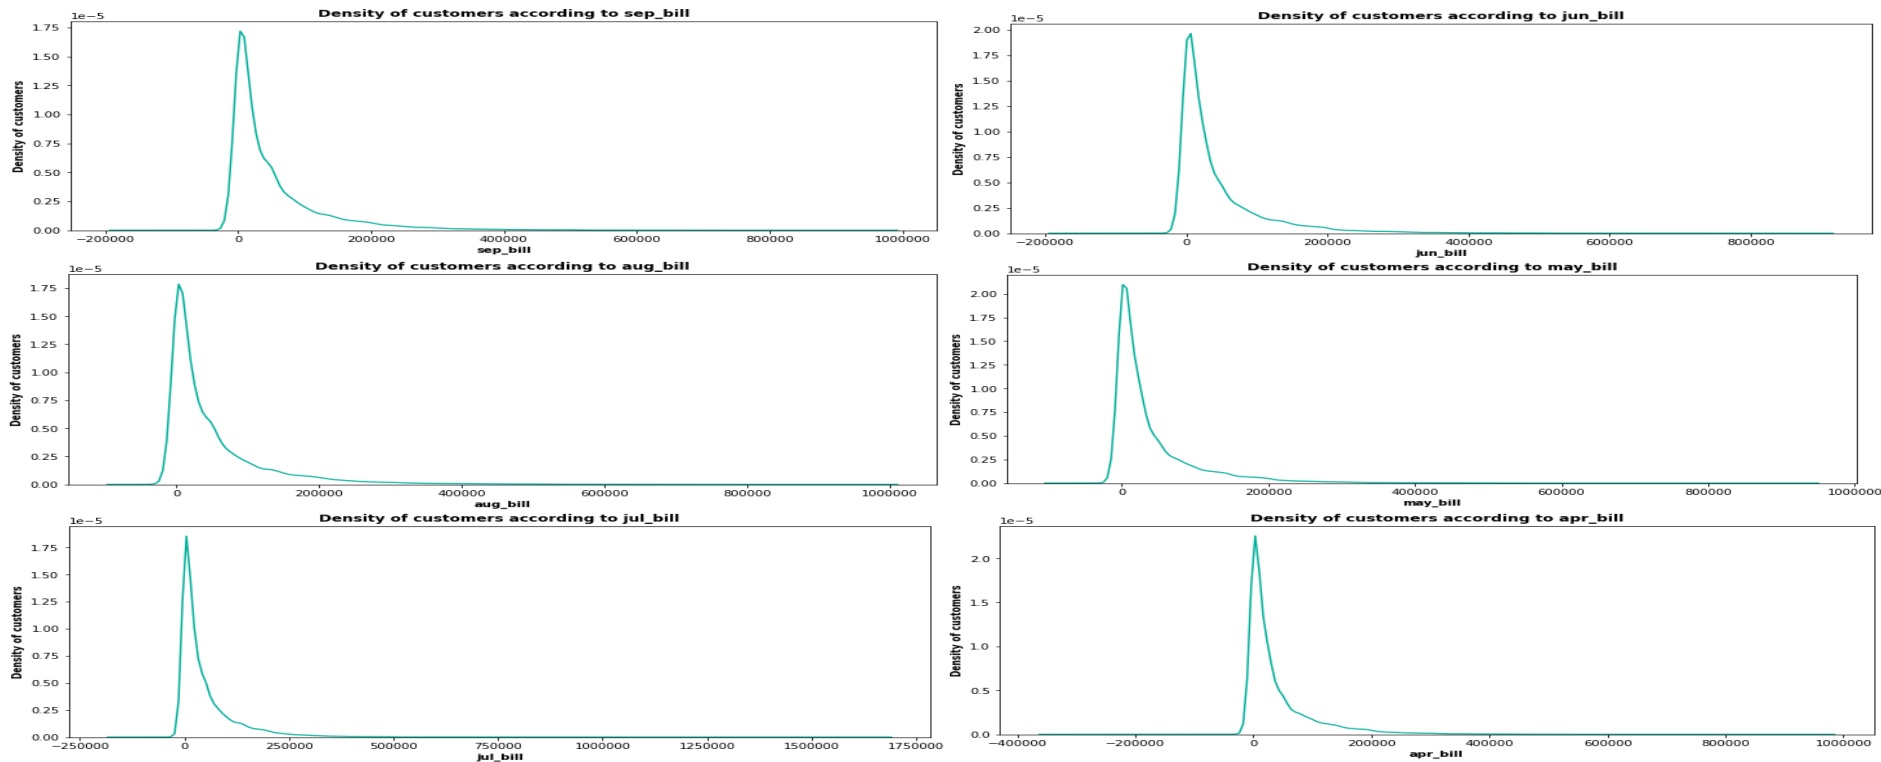 Density of customers according to sep_bill
1e−5
1.75
1.50
1.25
1.00
0.75
0.50
0.25
0.00
Density of customers
−200000 0 200000 400000 600000 800000 1000000
sep_bill
Density of customers according to jun_bill
1e−5
2.00
1.75
1.50
1.25
1.00
0.75
0.50
0.25
0.00
Density of customers
−200000 0 200000 400000 600000 800000
jun_bill
Density of customers according to aug_bill
1e−5
1.75
1.50
1.25
1.00
0.75
0.50
0.25
0.00
Density of customers
0 200000 400000 600000 800000 1000000
aug_bill
Density of customers according to may_bill
1e−5
2.00
1.75
1.50
1.25
1.00
0.75
0.50
0.25
0.00
Density of customers
0 200000 400000 600000 800000 1000000
may_bill
Density of customers according to jul_bill
1e−5
1.75
1.50
1.25
1.00
0.75
0.50
0.25
0.00
Density of customers
−250000 0 250000 500000 750000 1000000 1250000 1500000 1750000
jul_bill
Density of customers according to apr_bill
1e−5
2.0
1.5
1.0
0.5
0.0
Density of customers
−400000 −200000 0 200000 400000 600000 800000 1000000
apr_bill